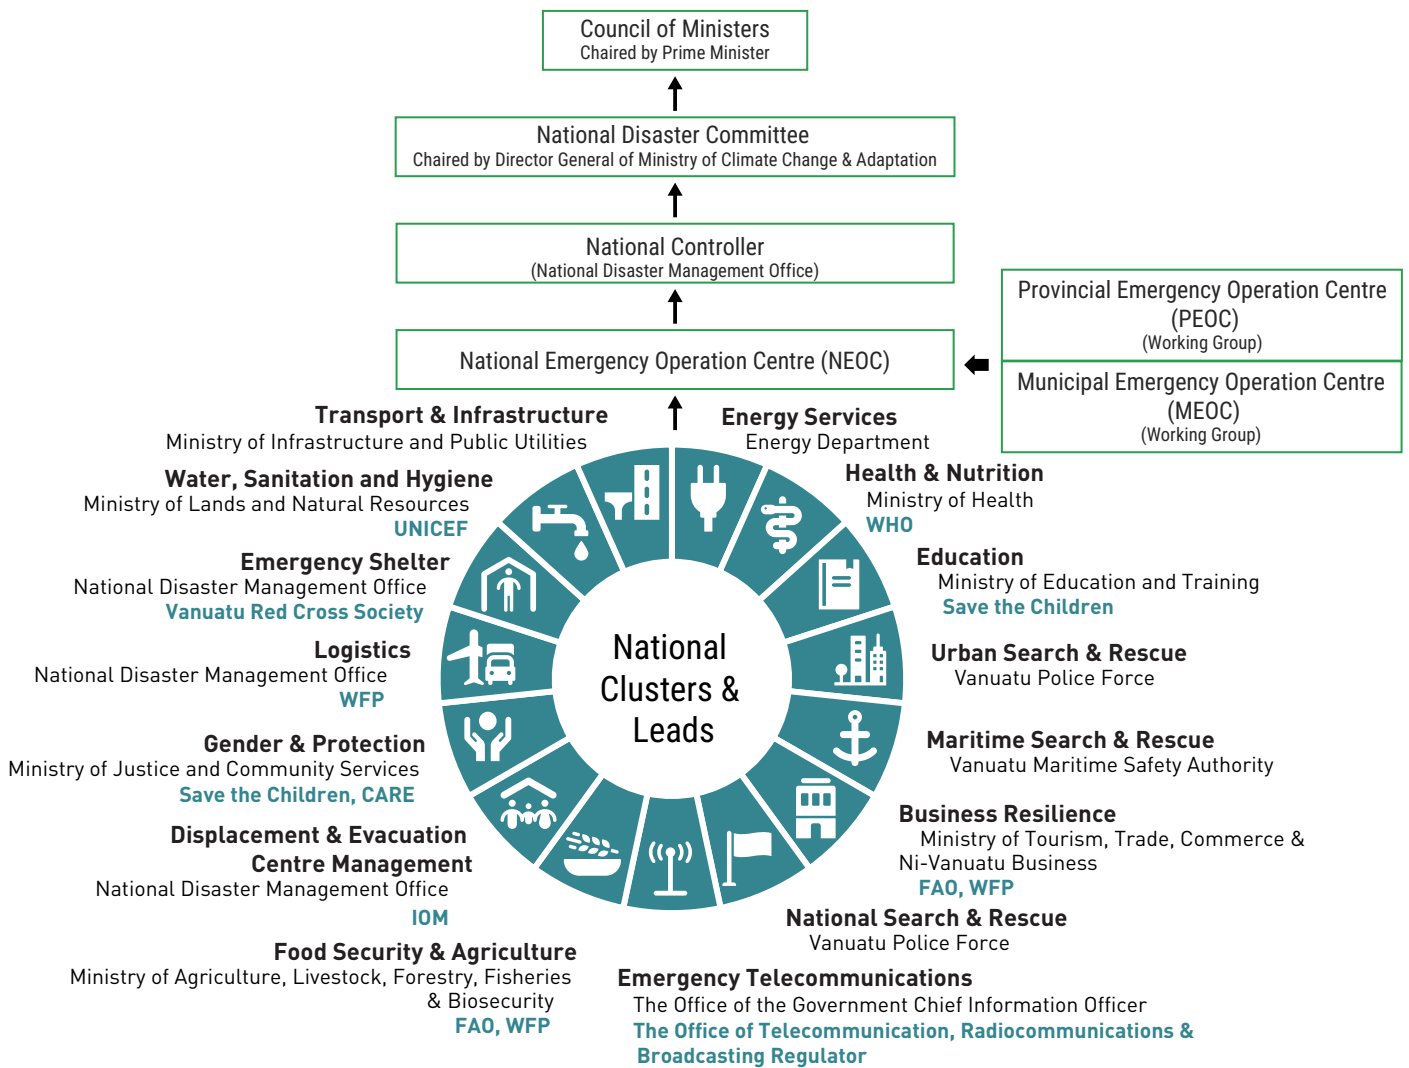 Council of Ministers
Chaired by Prime Minister
National Disaster Committee
Chaired by Director General of Ministry of Climate Change & Adaptation
National Controller
(National Disaster Management Office)
National Emergency Operation Centre (NEOC)
Provincial Emergency Operation Centre
(PEOC)
(Working Group)
Municipal Emergency Operation Centre
(MEOC)
(Working Group)
Transport & Infrastructure
Ministry of Infrastructure and Public Utilities
Water, Sanitation and Hygiene
Ministry of Lands and Natural Resources
UNICEF
Emergency Shelter
National Disaster Management Office
Vanuatu Red Cross Society
Logistics
National Disaster Management Office
WFP
Gender & Protection
Ministry of Justice and Community Services
Save the Children, CARE
Displacement & Evacuation
Centre Management
National Disaster Management Office
IOM
Food Security & Agriculture
Ministry of Agriculture, Livestock, Forestry, Fisheries
& Biosecurity
FAO, WFP
National
Clusters &
Leads
Energy Services
Energy Department
Health & Nutrition
Ministry of Health
WHO
Education
Ministry of Education and Training
Save the Children
Urban Search & Rescue
Vanuatu Police Force
Maritime Search & Rescue
Vanuatu Maritime Safety Authority
Business Resilience
Ministry of Tourism, Trade, Commerce &
Ni-Vanuatu Business
FAO, WFP
National Search & Rescue
Vanuatu Police Force
Emergency Telecommunications
The Office of the Government Chief Information Officer
The Office of Telecommunication, Radiocommunications &
Broadcasting Regulator